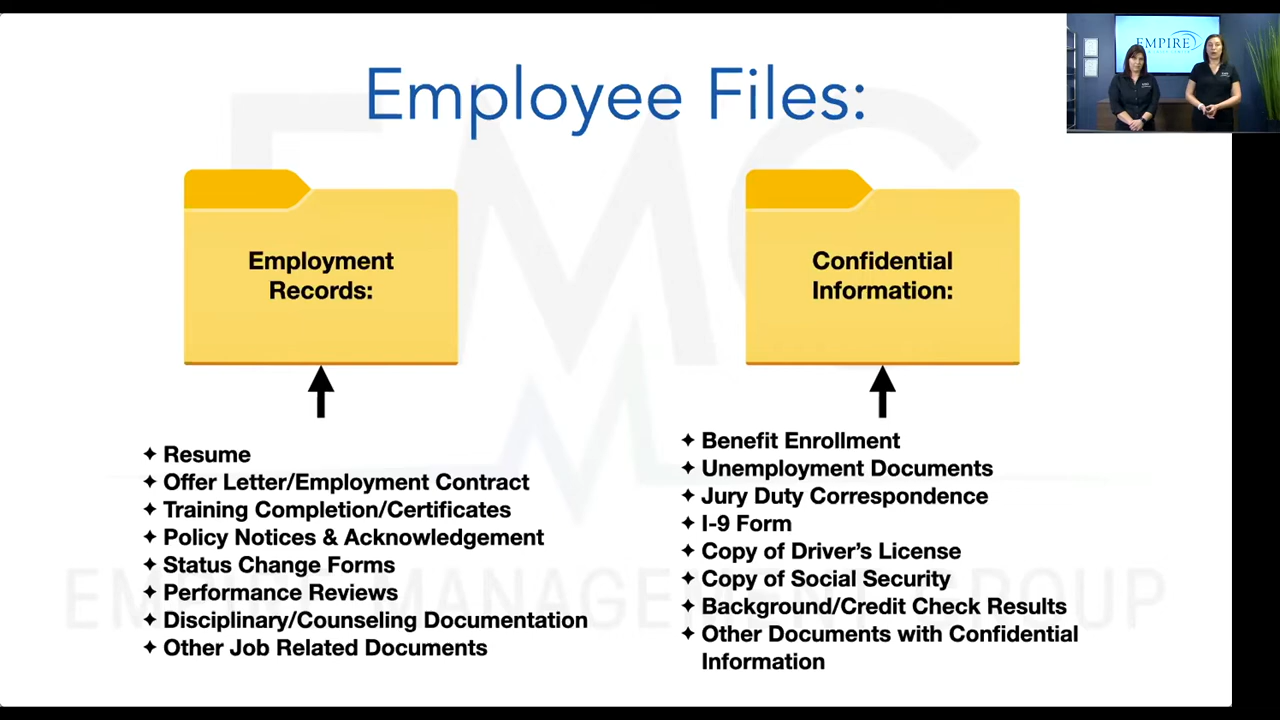 Employee Files:
EMPIRE
EMG
Employment
Records:
Confidential
Information:
✦ Resume
✦ Offer Letter/Employment Contract
✦ Training Completion/Certificates
✦ Policy Notices & Acknowledgement
✦ Status Change Forms
✦ Performance Reviews
✦ Disciplinary/Counseling Documentation
✦ Other Job Related Documents
✦ Benefit Enrollment
✦ Unemployment Documents
✦ Jury Duty Correspondence
✦ I-9 Form
✦ Copy of Driver's License
✦ Copy of Social Security
✦ Background/Credit Check Results
✦ Other Documents with Confidential
Information
EMPIRE MANAGEMENT GROUP